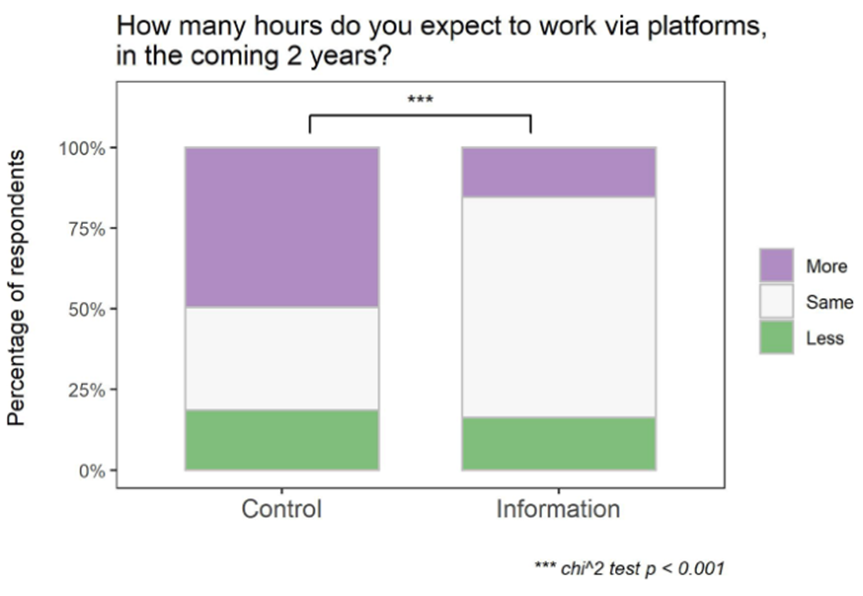 How many hours do you expect to work via platforms,
in the coming 2 years?
***
Percentage of respondents
100%
75%
50%
25%
0%
More
Same
Less
Control
Information
*** chi^2 test p < 0.001